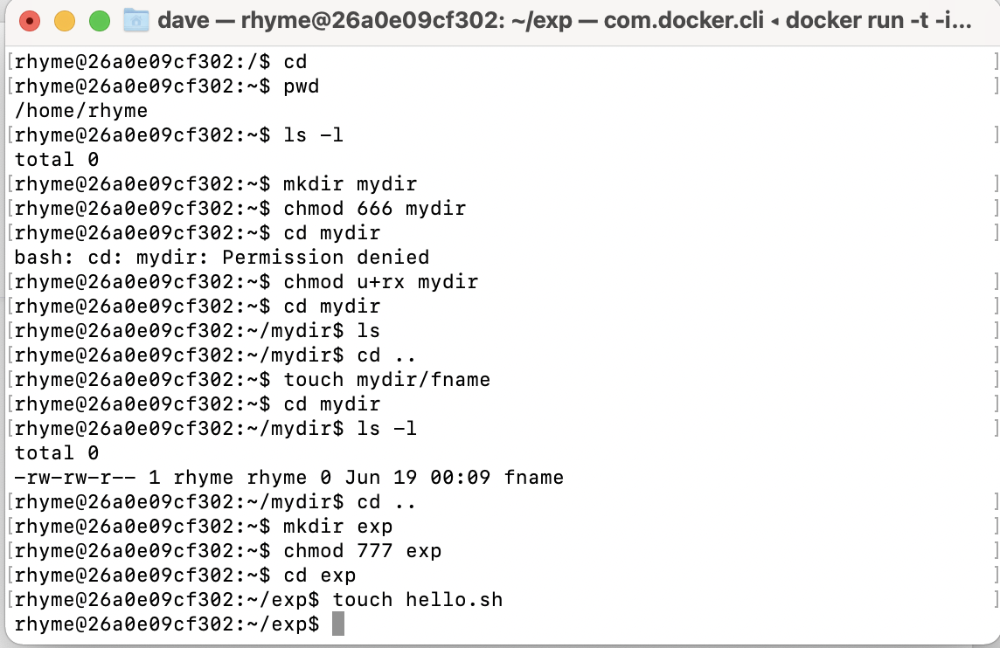 dave — rhyme@26a0e09cf302: ~/exp — com.docker.cli ◂ docker run -t -i...
[rhyme@26a0e09cf302:/$ cd ]
[rhyme@26a0e09cf302:~$ pwd ]
/home/rhyme
[rhyme@26a0e09cf302:~$ ls -l ]
total 0
[rhyme@26a0e09cf302:~$ mkdir mydir ]
[rhyme@26a0e09cf302:~$ chmod 666 mydir ]
[rhyme@26a0e09cf302:~$ cd mydir ]
bash: cd: mydir: Permission denied
[rhyme@26a0e09cf302:~$ chmod u+rx mydir ]
[rhyme@26a0e09cf302:~$ cd mydir ]
[rhyme@26a0e09cf302:~/mydir$ ls ]
[rhyme@26a0e09cf302:~/mydir$ cd .. ]
[rhyme@26a0e09cf302:~$ touch mydir/fname ]
[rhyme@26a0e09cf302:~$ cd mydir ]
[rhyme@26a0e09cf302:~/mydir$ ls -l ]
total 0
-rw-rw-r-- 1 rhyme rhyme 0 Jun 19 00:09 fname
[rhyme@26a0e09cf302:~/mydir$ cd .. ]
[rhyme@26a0e09cf302:~$ mkdir exp ]
[rhyme@26a0e09cf302:~$ chmod 777 exp ]
[rhyme@26a0e09cf302:~$ cd exp ]
[rhyme@26a0e09cf302:~/exp$ touch hello.sh ]
rhyme@26a0e09cf302:~/exp$